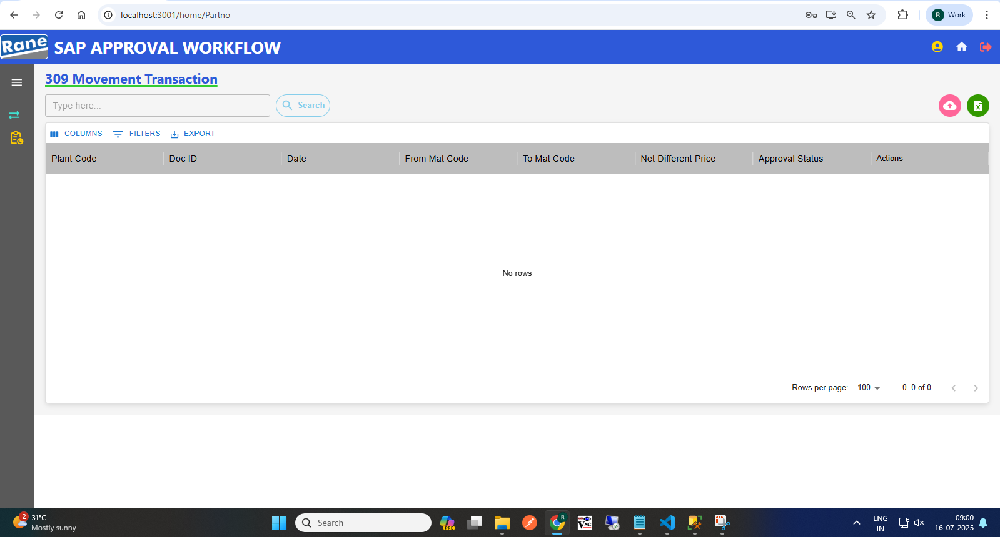 localhost:3001/home/Partno
R Work
Rane SAP APPROVAL WORKFLOW
309 Movement Transaction
Type here... Search
COLUMNS FILTERS EXPORT
Plant Code Doc ID Date From Mat Code To Mat Code Net Different Price Approval Status Actions
No rows
Rows per page: 100 0–0 of 0
2 31°C
Mostly sunny
Search
PRE
R
VNC
ENG
IN
09:00
16-07-2025